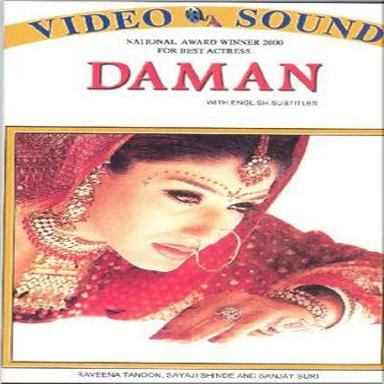 VIDEO SOUND
NATIONAL AWARD WINNER 2000
FOR BEST ACTRESS
DAMAN
WITH ENGLISH SUBTITLES
RAVEENA TANDON, SAYAJI SHINDE AND SANJAY SURI